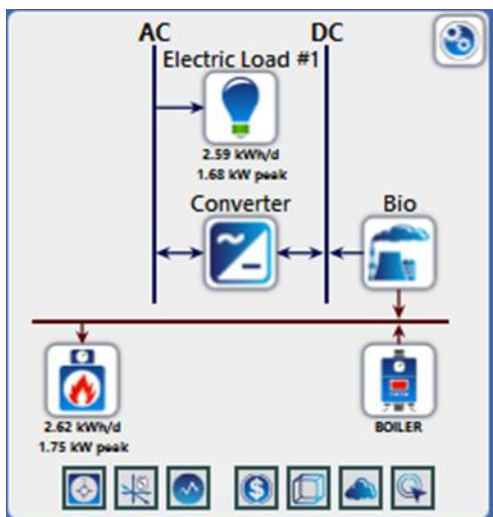 AC DC
Electric Load #1
2.59 kWh/d
1.68 kW peak
Converter Bio
2.62 kWh/d
1.75 kW peak
BOILER